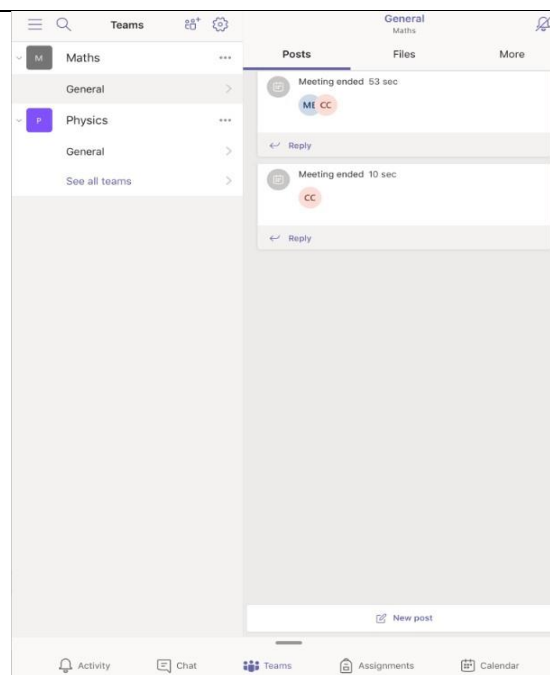 Teams
M Maths
General
P Physics
General
See all teams
General
Maths
Posts Files More
Meeting ended 53 sec
ME CC
Reply
Meeting ended 10 sec
CC
Reply
New post
Activity Chat Teams Assignments Calendar